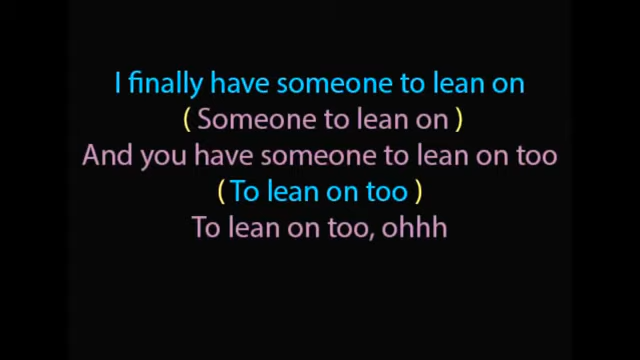 I finally have someone to lean on
( Someone to lean on )
And you have someone to lean on too
( To lean on too )
To lean on too, ohhh